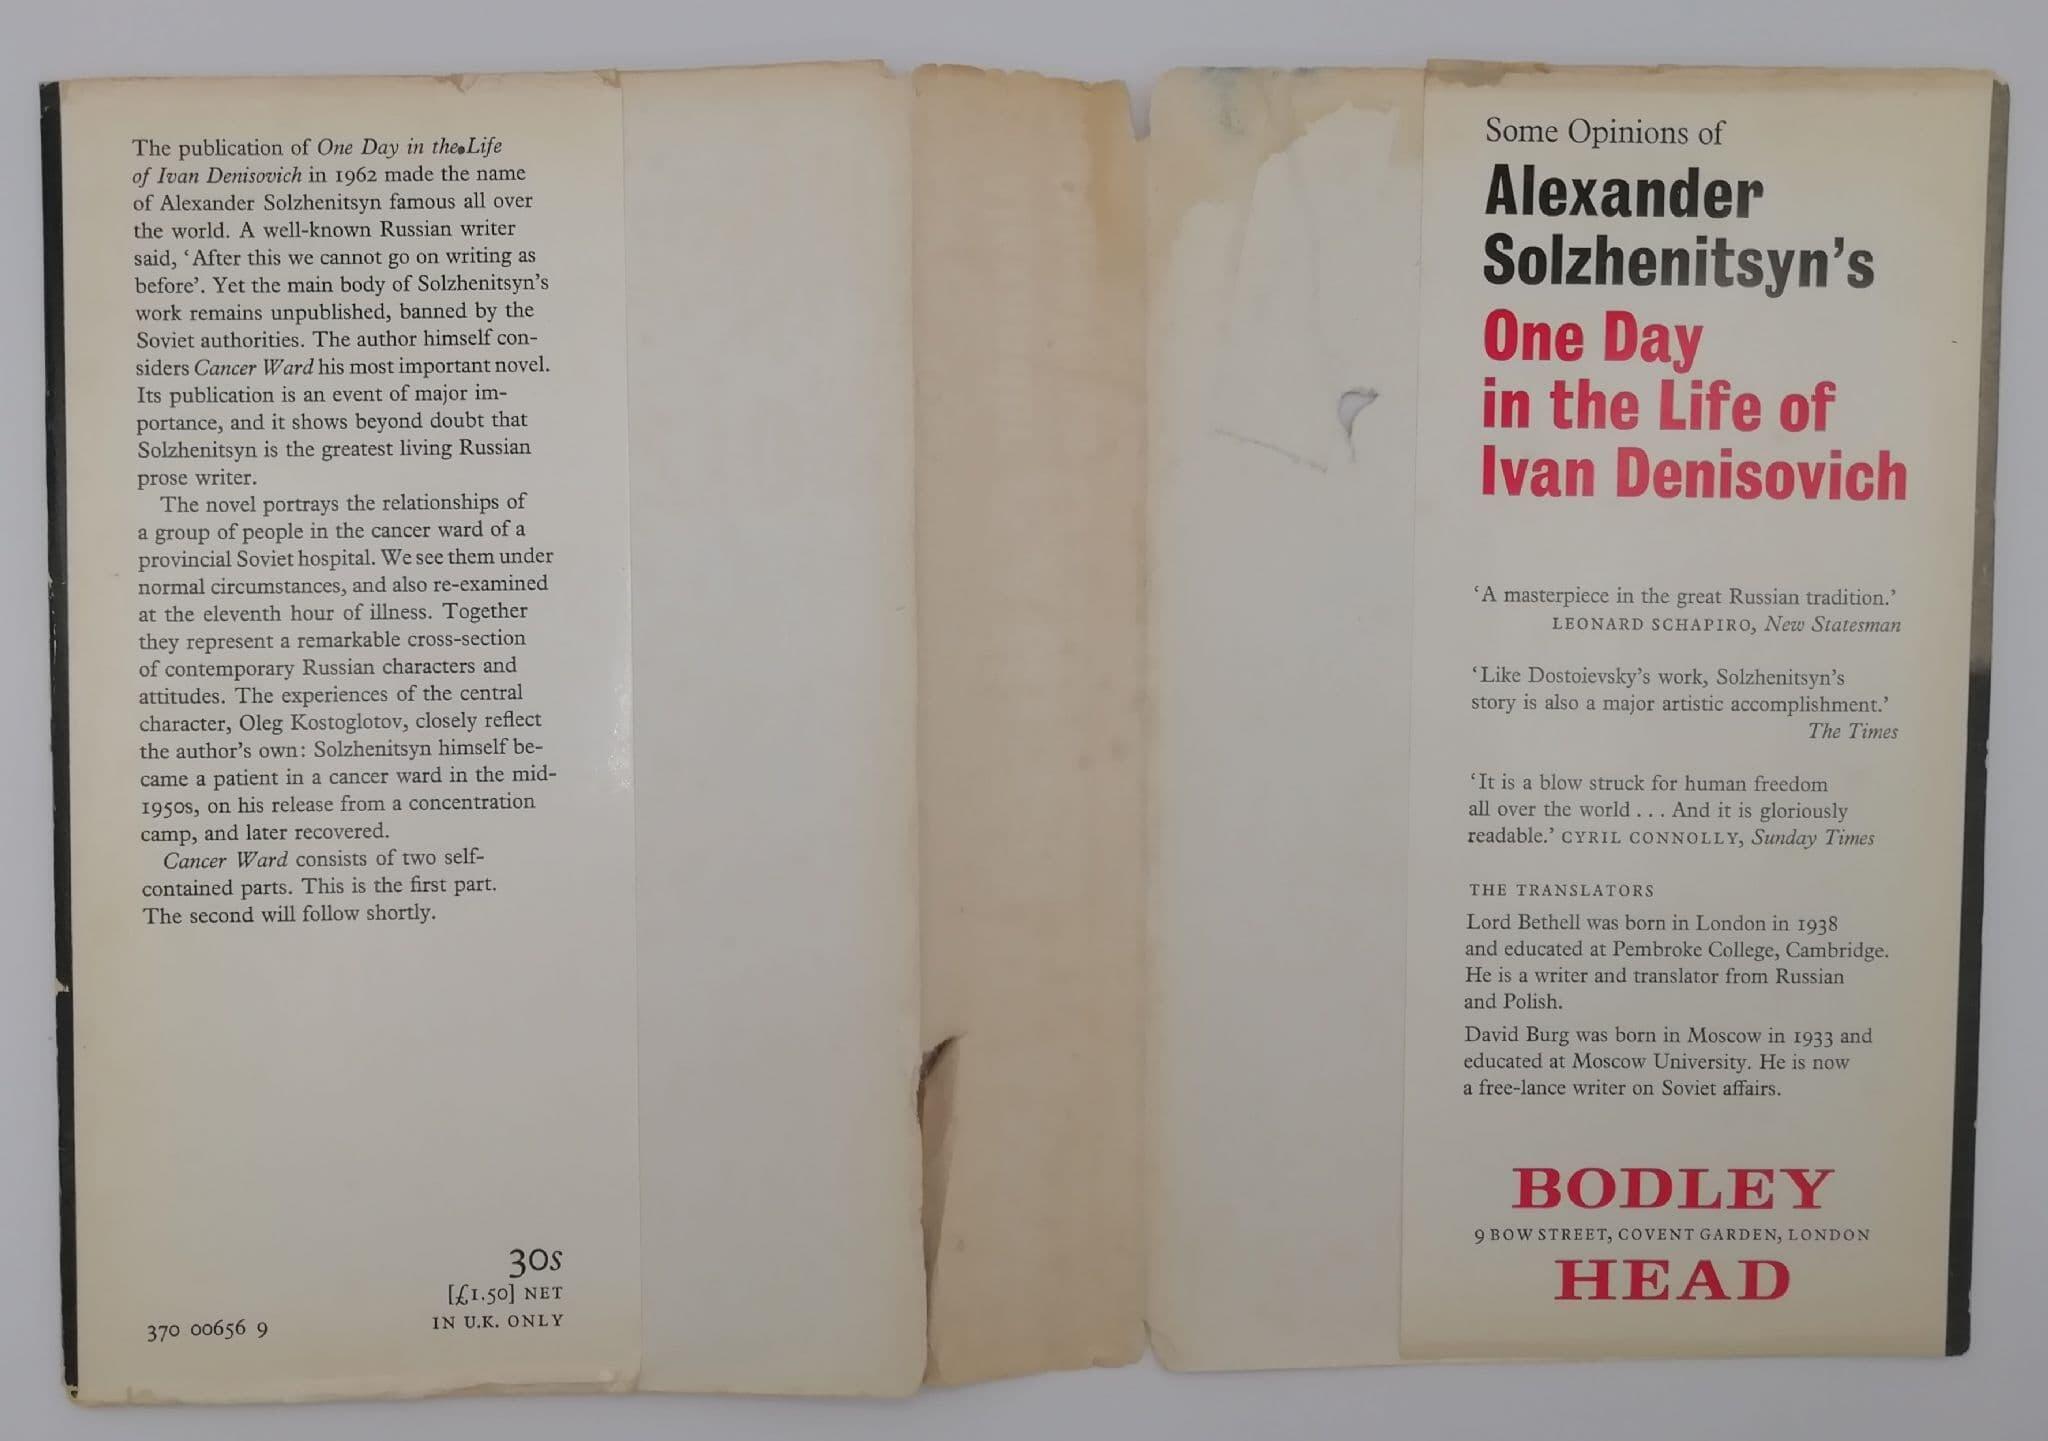 The publication of One Day in the Life
of Ivan Denisovich in 1962 made the name
of Alexander Solzhenitsyn famous all over
the world. A well-known Russian writer
said, ‘After this we cannot go on writing as
before’. Yet the main body of Solzhenitsyn’s
work remains unpublished, banned by the
Soviet authorities. The author himself con-
siders Cancer Ward his most important novel.
Its publication is an event of major im-
portance, and it shows beyond doubt that
Solzhenitsyn is the greatest living Russian
prose writer.
The novel portrays the relationships of
a group of people in the cancer ward of a
provincial Soviet hospital. We see them under
normal circumstances, and also re-examined
at the eleventh hour of illness. Together
they represent a remarkable cross-section
of contemporary Russian characters and
attitudes. The experiences of the central
character, Oleg Kostoglotov, closely reflect
the author’s own: Solzhenitsyn himself be-
came a patient in a cancer ward in the mid-
1950s, on his release from a concentration
camp, and later recovered.
Cancer Ward consists of two self-
contained parts. This is the first part.
The second will follow shortly.
30s
[£1.50] NET
IN U.K. ONLY
370 00656 9
Some Opinions of
Alexander
Solzhenitsyn’s
One Day
in the Life of
Ivan Denisovich
‘A masterpiece in the great Russian tradition.’
LEONARD SCHAPIRO, New Statesman
‘Like Dostoievsky’s work, Solzhenitsyn’s
story is also a major artistic accomplishment.’
The Times
‘It is a blow struck for human freedom
all over the world . . . And it is gloriously
readable.’ CYRIL CONNOLLY, Sunday Times
THE TRANSLATORS
Lord Bethell was born in London in 1938
and educated at Pembroke College, Cambridge.
He is a writer and translator from Russian
and Polish.
David Burg was born in Moscow in 1933 and
educated at Moscow University. He is now
a free-lance writer on Soviet affairs.
BODLEY
9 BOW STREET, COVENT GARDEN, LONDON
HEAD